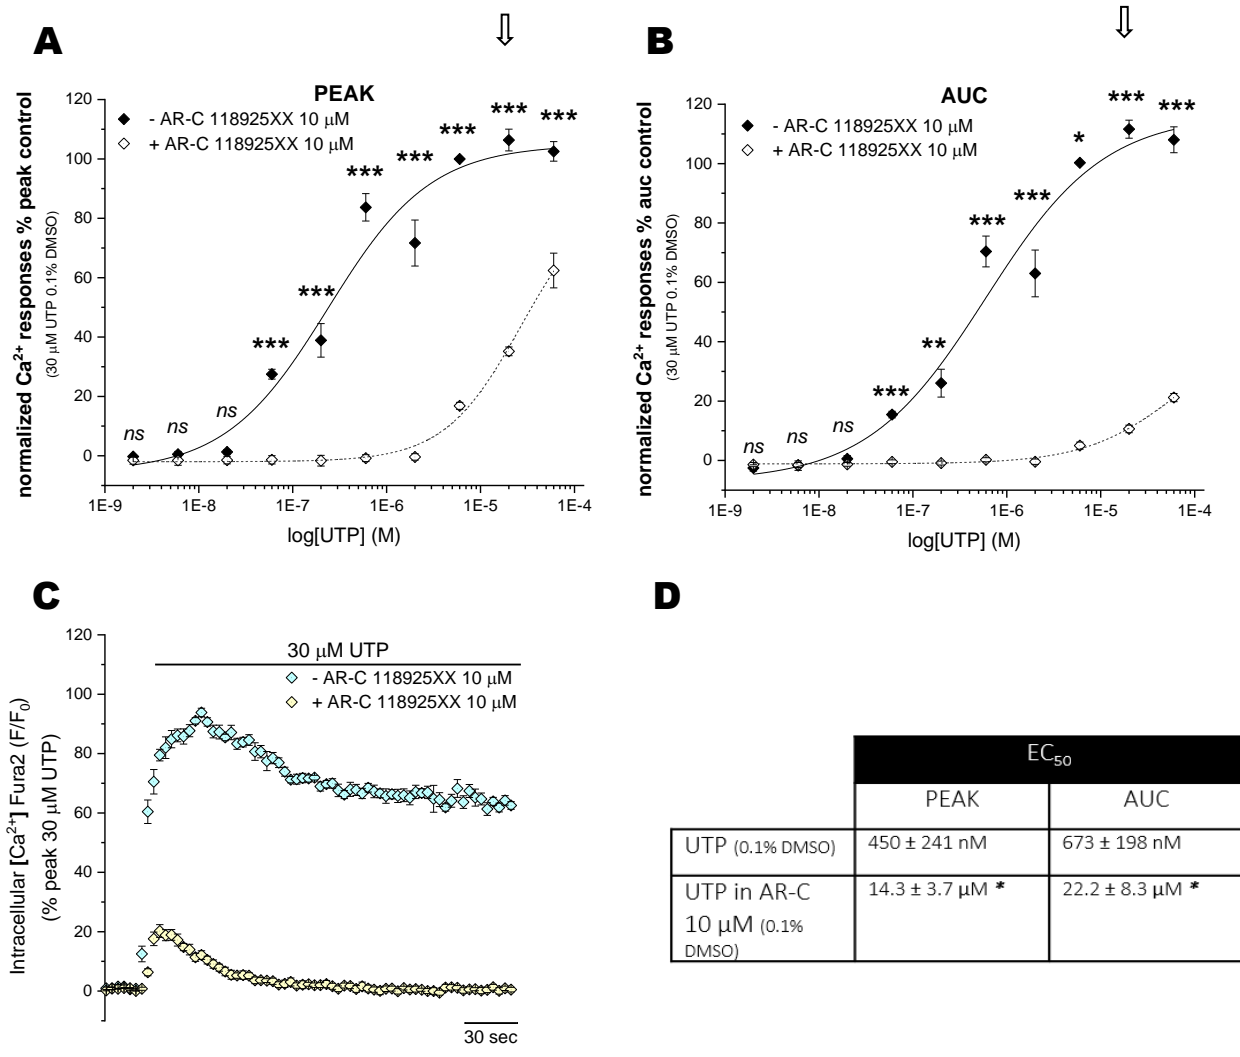 A
PEAK
- AR-C 118925XX 10 μM
+ AR-C 118925XX 10 μM
normalized Ca²⁺ responses % peak control
(30 μM UTP 0.1% DMSO)
120
100
80
60
40
20
0
ns
ns
ns
***
***
***
***
***
***
***
1E-9 1E-8 1E-7 1E-6 1E-5 1E-4
log[UTP] (M)
B
AUC
- AR-C 118925XX 10 μM
+ AR-C 118925XX 10 μM
normalized Ca²⁺ responses % auc control
(30 μM UTP 0.1% DMSO)
120
100
80
60
40
20
0
ns
ns
ns
***
**
***
***
*
***
***
1E-9 1E-8 1E-7 1E-6 1E-5 1E-4
log[UTP] (M)
C
30 μM UTP
- AR-C 118925XX 10 μM
+ AR-C 118925XX 10 μM
Intracellular [Ca²⁺] Fura2 (F/F₀)
(% peak 30 μM UTP)
120
100
80
60
40
20
0
30 sec
D
EC₅₀
PEAK AUC
UTP (0.1% DMSO) 450 ± 241 nM 673 ± 198 nM
UTP in AR-C 14.3 ± 3.7 μM * 22.2 ± 8.3 μM *
10 μM (0.1%
DMSO)